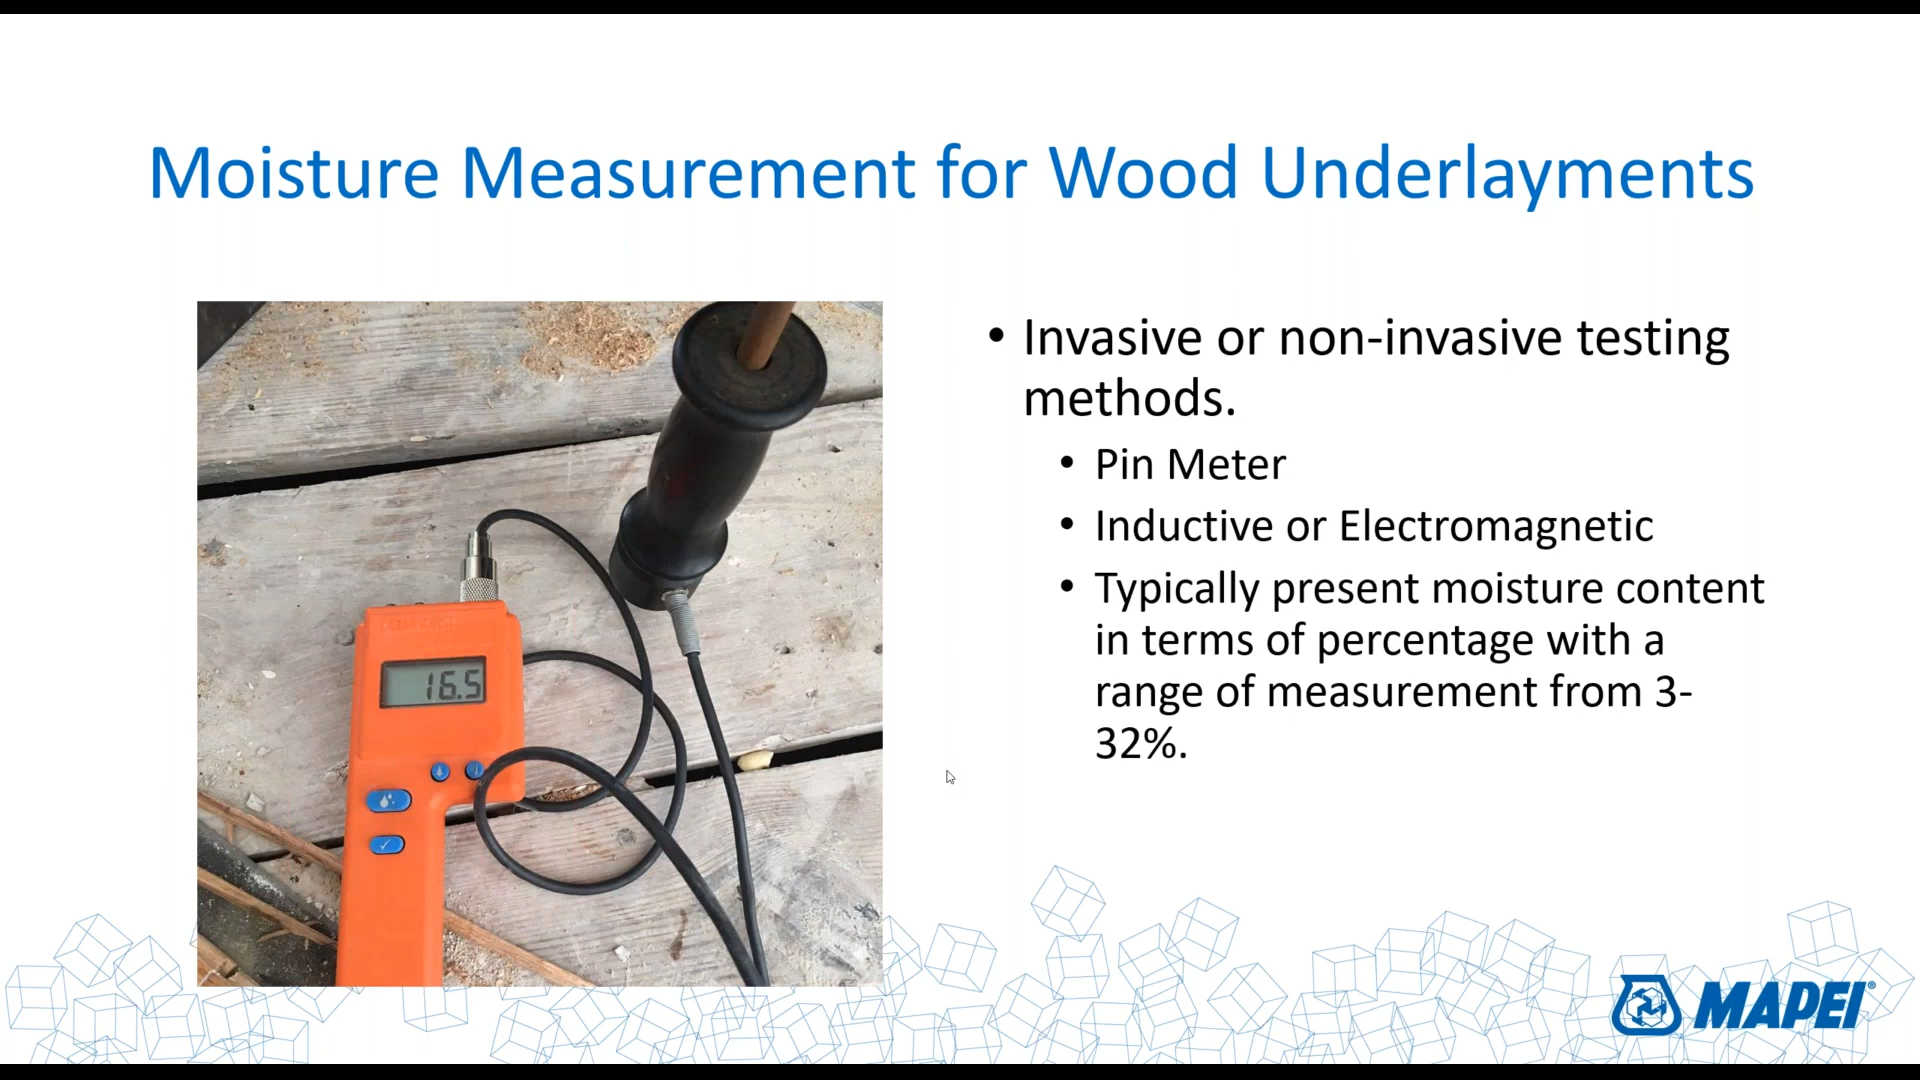 Moisture Measurement for Wood Underlayments
• Invasive or non-invasive testing
methods.
• Pin Meter
• Inductive or Electromagnetic
• Typically present moisture content
in terms of percentage with a
range of measurement from 3-
32%.
16.5
MAPEI®